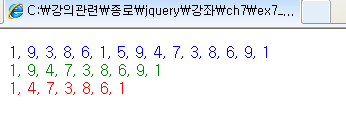 C:₩강의관련₩종로₩jquery₩강좌₩ch7₩ex7_...
1, 9, 3, 8, 6, 1, 5, 9, 4, 7, 3, 8, 6, 9, 1
1, 9, 4, 7, 3, 8, 6, 9, 1
1, 4, 7, 3, 8, 6, 1